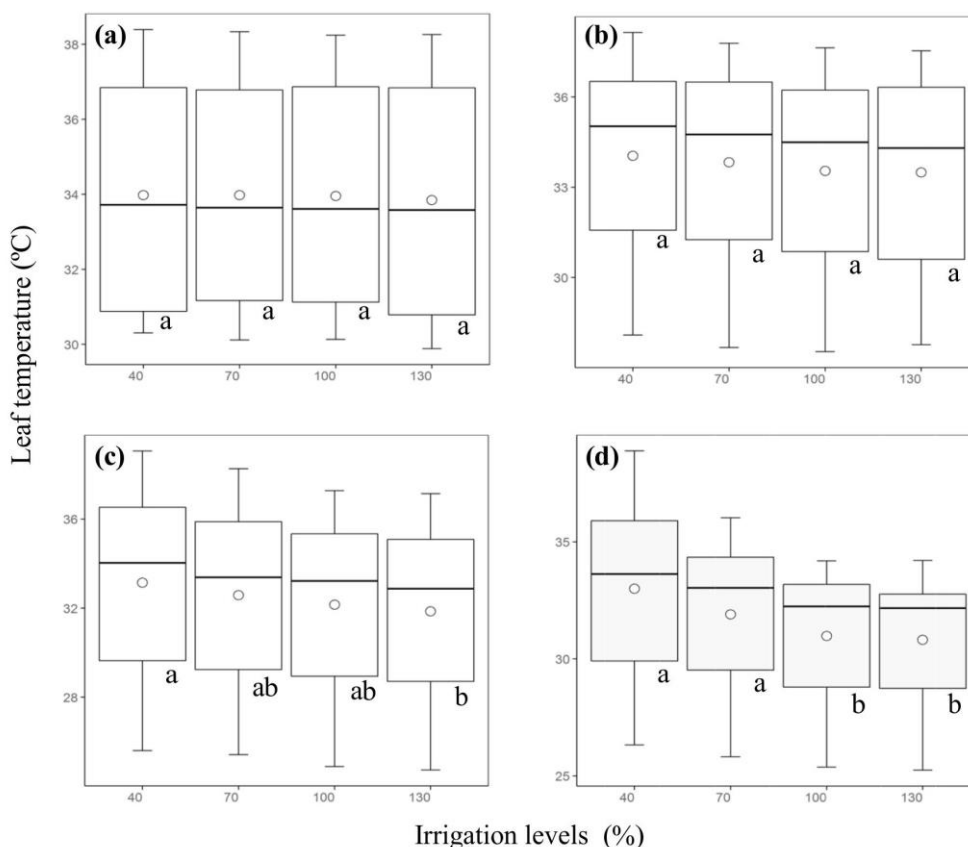 (a)
38
36
34
32
30
a a a a
40 70 100 130
(b)
36
33
30
a a a a
40 70 100 130
Leaf temperature (ºC)
(c)
36
32
28
a ab ab b
40 70 100 130
(d)
35
30
25
a a b b
40 70 100 130
Irrigation levels (%)